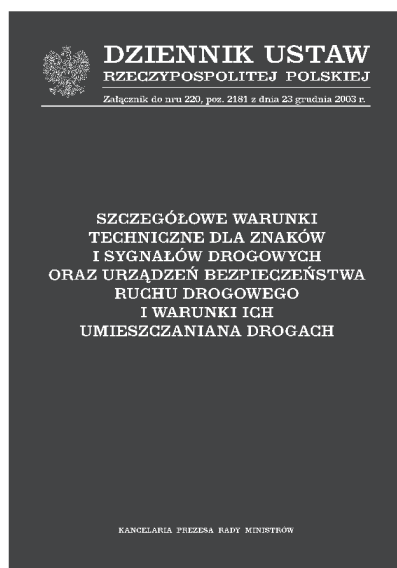 DZIENNIK USTAW
RZECZYPOSPOLITEJ POLSKIEJ
Załącznik do nru 220, poz. 2181 z dnia 23 grudnia 2003 r.
SZCZEGÓŁOWE WARUNKI
TECHNICZNE DLA ZNAKÓW
I SYGNAŁÓW DROGOWYCH
ORAZ URZĄDZEŃ BEZPIECZEŃSTWA
RUCHU DROGOWEGO
I WARUNKI ICH
UMIESZCZANIANA DROGACH
KANCELARIA PREZESA RADY MINISTRÓW